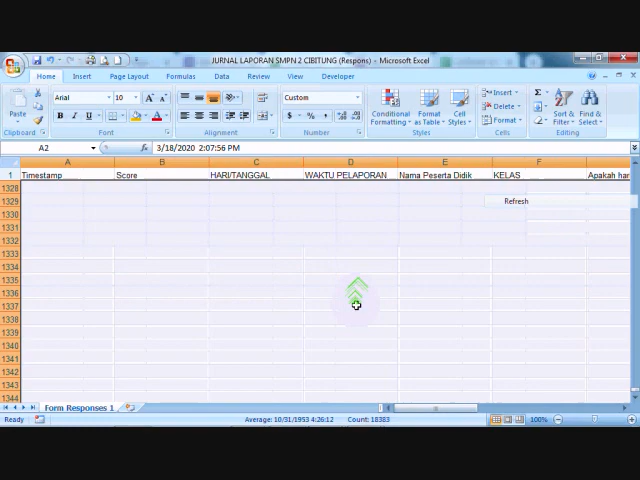 JURNAL LAPORAN SMPN 2 CIBITUNG (Respons) - Microsoft Excel
Home Insert Page Layout Formulas Data Review View Developer
Arial 10 Custom Insert
Paste Conditional Formatting Format as Table Cell Styles Delete Sort & Filter Find & Select
B I U $ % , Format
Clipboard Font Alignment Number Styles Cells Editing
A2 fx 3/18/2020 2:07:56 PM
A B C D E F
1 Timestamp Score HARI/TANGGAL WAKTU PELAPORAN Nama Peserta Didik KELAS Apakah har
1328
1329 Refresh
1330
1331
1332
1333
1334
1335
1336
1337
1338
1339
1340
1341
1342
1343
1344
Form Responses 1
Ready Average: 10/31/1953 4:26:12 Count: 18383 100%